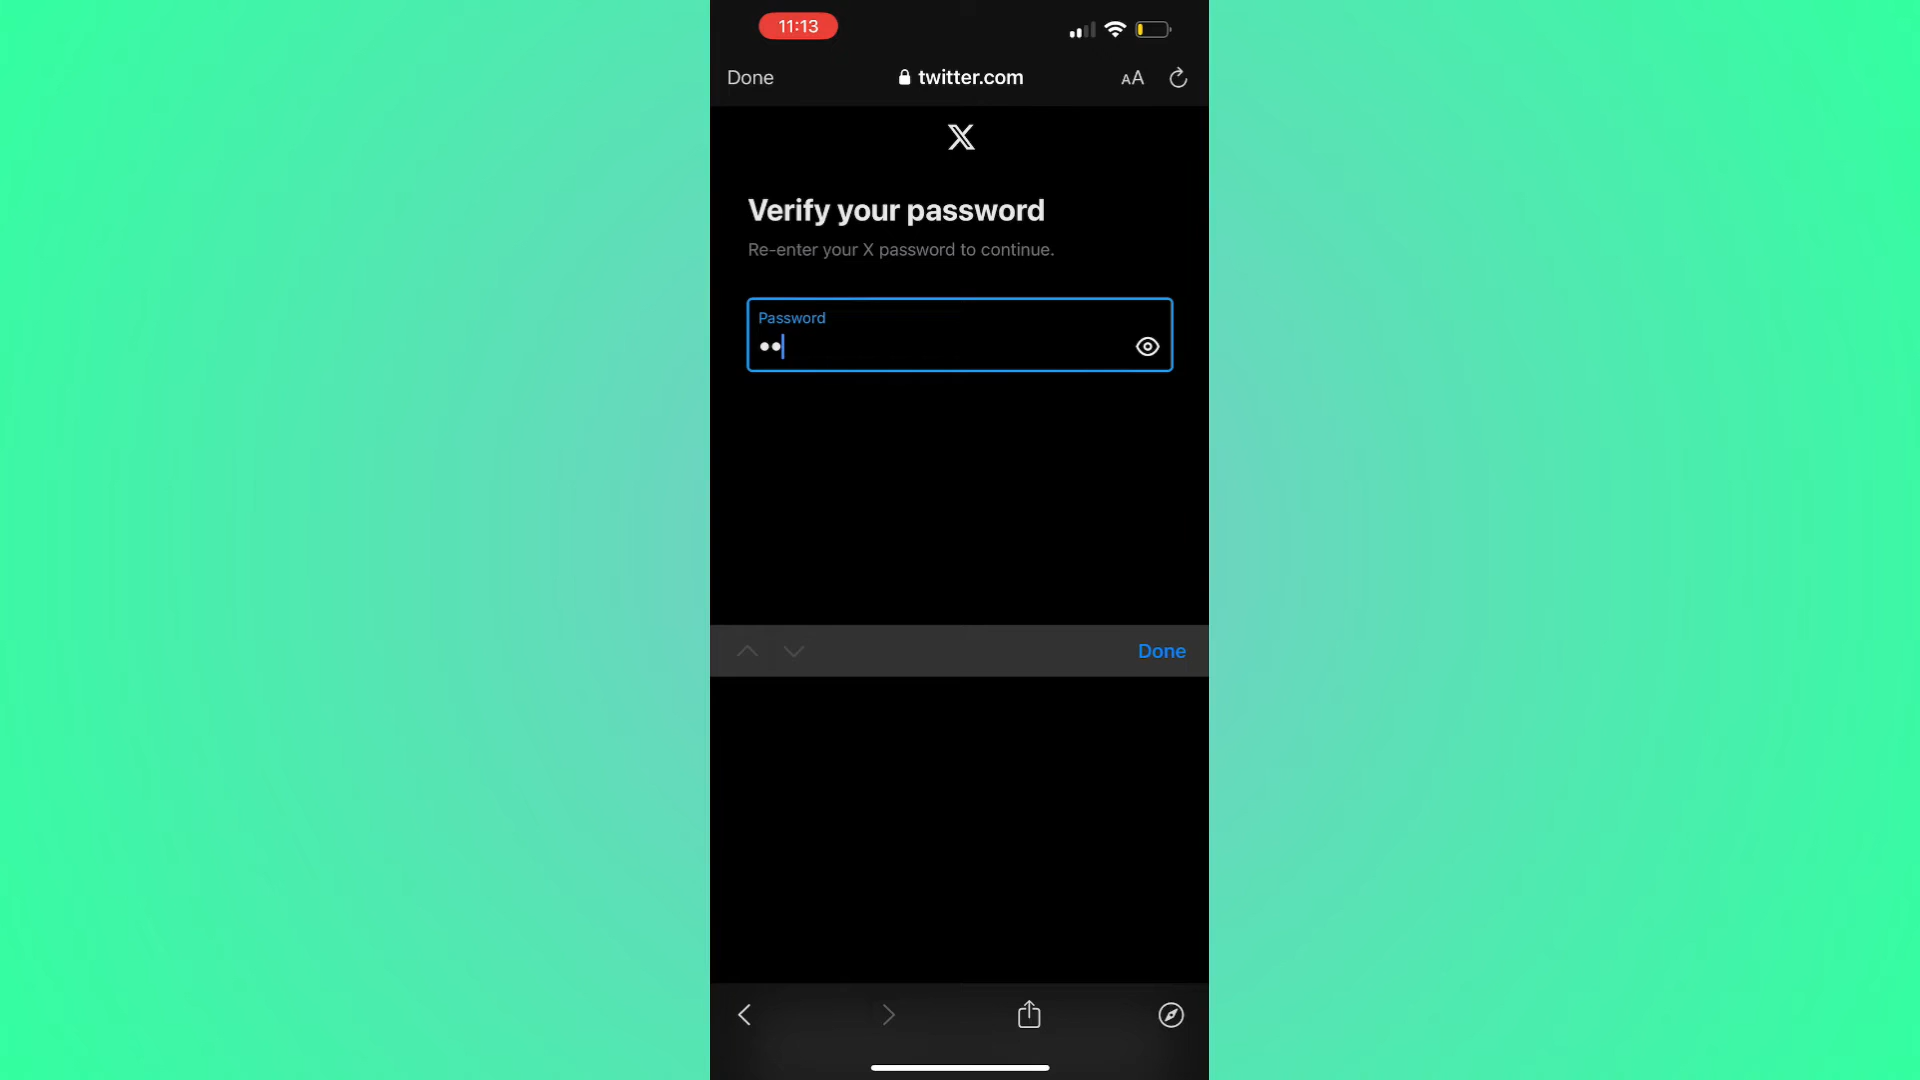 11:13
Done
twitter.com
AA
X
Verify your password
Re-enter your X password to continue.
Password
••
Done